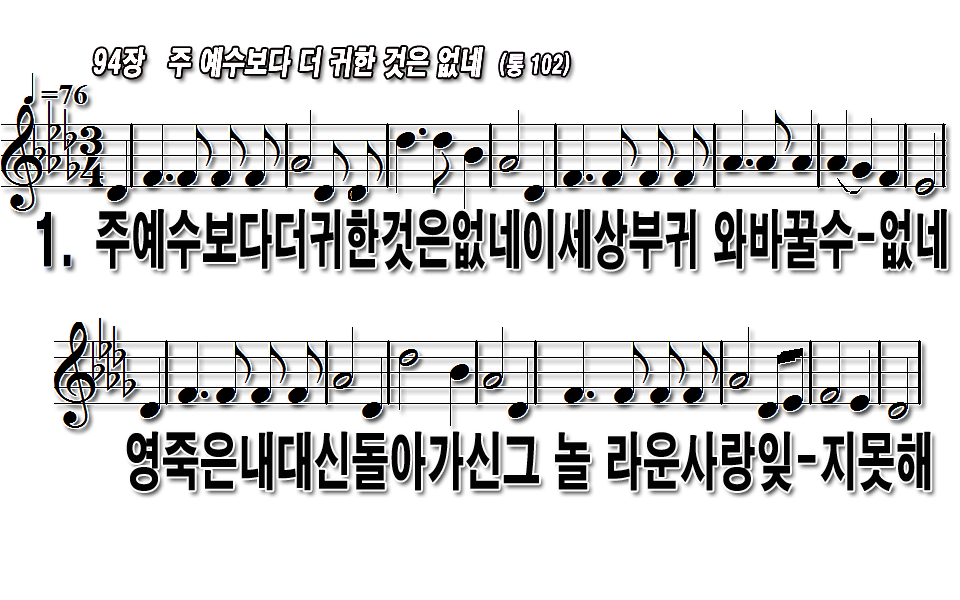 94장 주 예수보다 더 귀한 것은 없네 (통 102)
=76
3
4
1. 주예수보다더귀한것은없네이세상부귀 와바꿀수-없네
영죽은내대신돌아가신그 놀 라운사랑잊-지못해